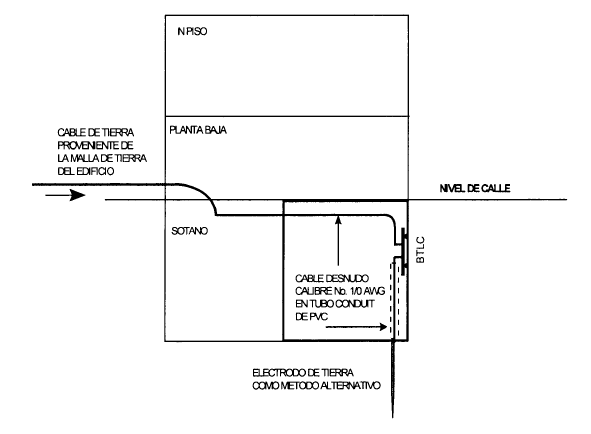 N PISO
PLANTA BAJA
CABLE DE TIERRA
PROVENIENTE DE
LA MALLA DE TIERRA
DEL EDIFICIO
NIVEL DE CALLE
SOTANO
BTLC
CABLE DESNUDO
CALIBRE No. 1/0 AWG
EN TUBO CONDUIT
DE PVC
ELECTRODO DE TIERRA
COMO METODO ALTERNATIVO